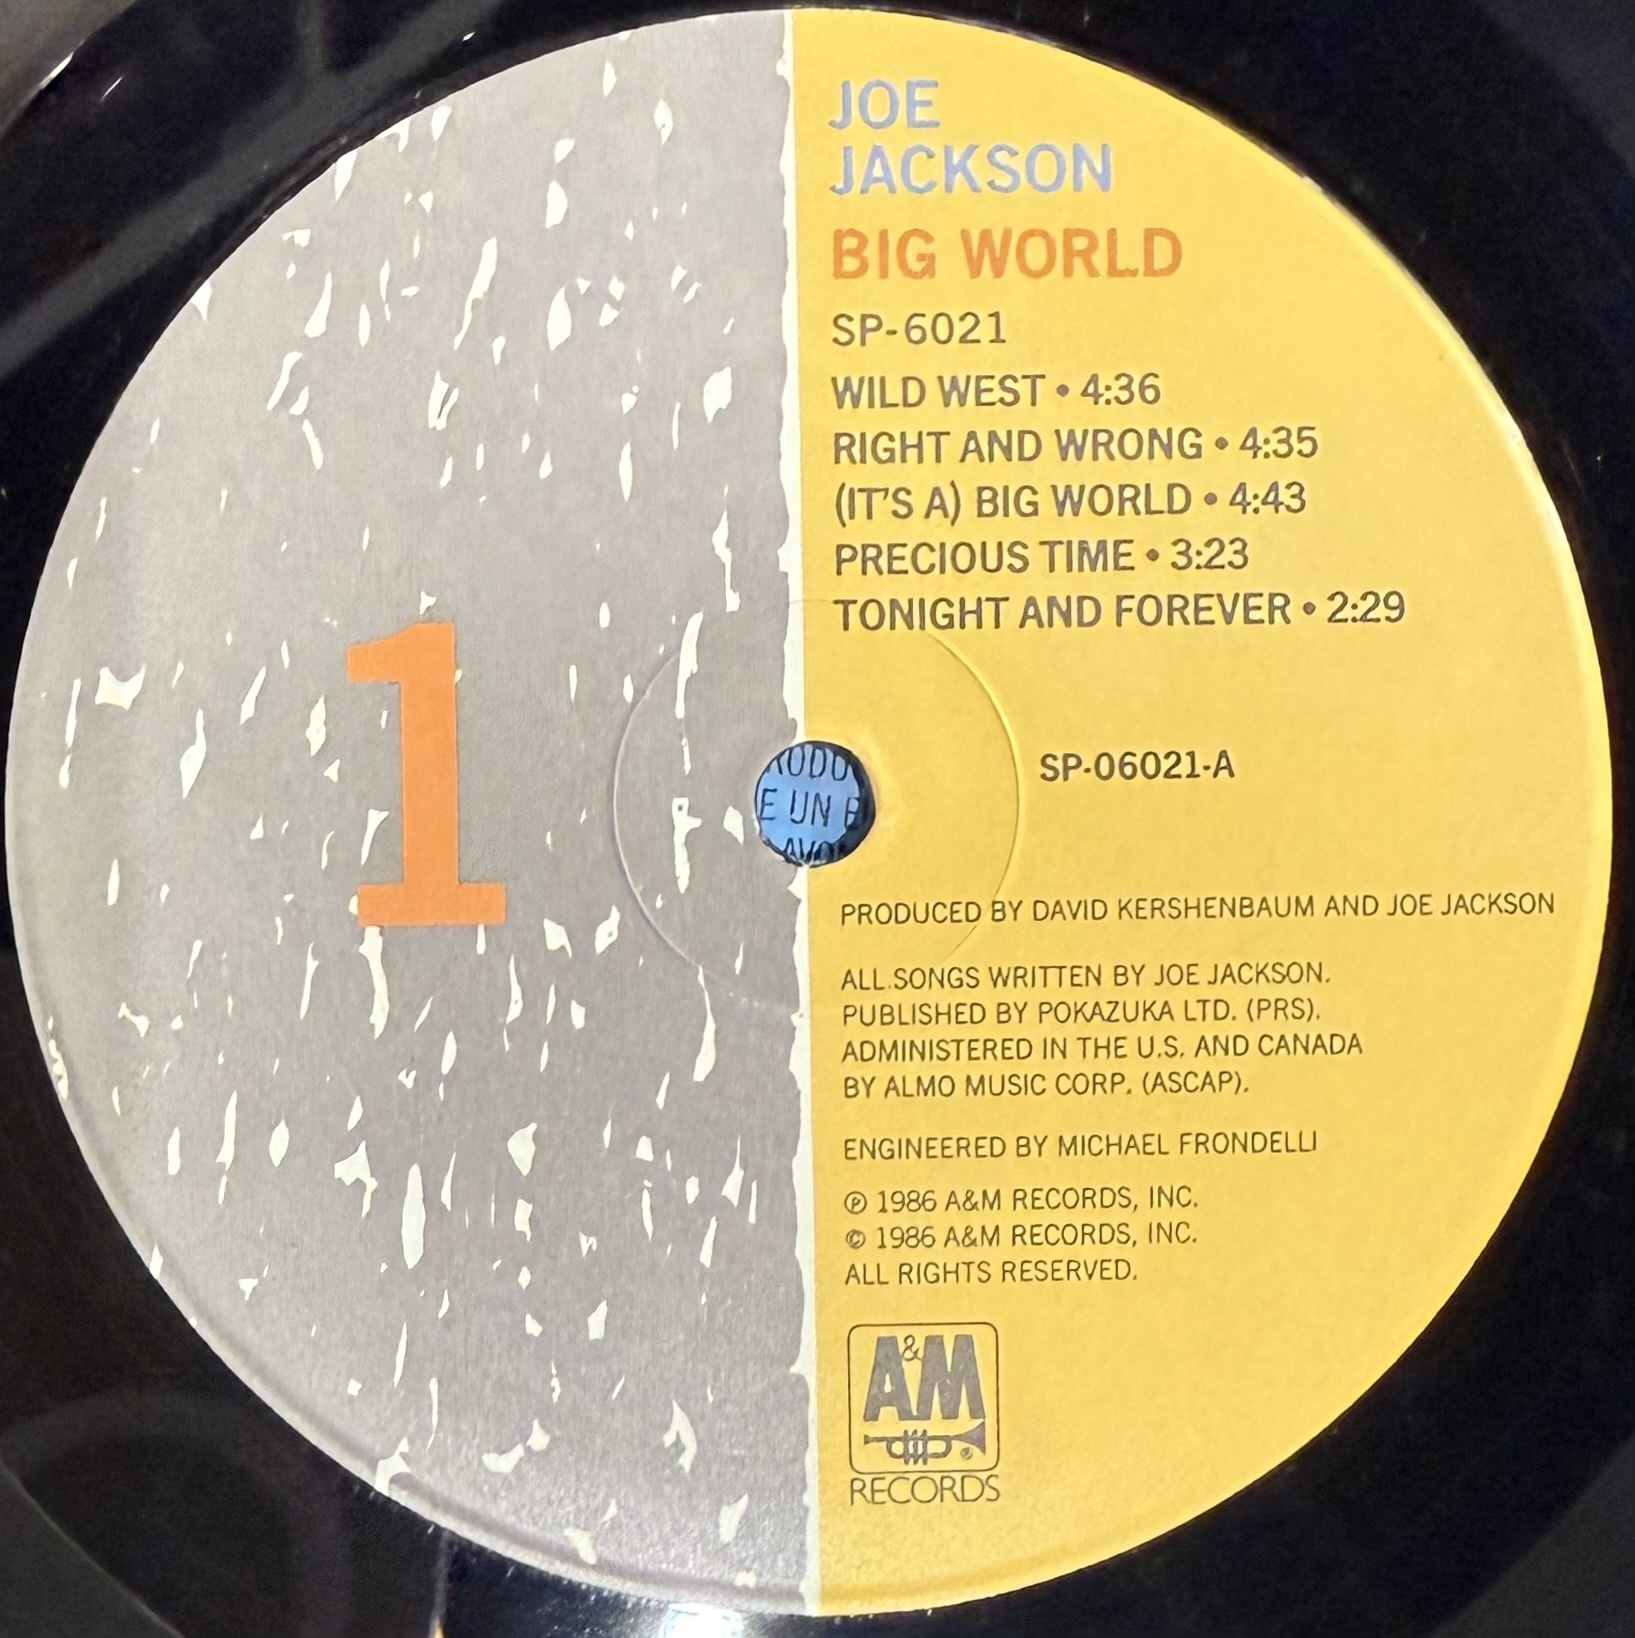 JOE
JACKSON
BIG WORLD
SP-6021
WILD WEST • 4:36
RIGHT AND WRONG • 4:35
(IT'S A) BIG WORLD • 4:43
PRECIOUS TIME • 3:23
TONIGHT AND FOREVER • 2:29
1
SP-06021-A
E UN
PRODUCED BY DAVID KERSHENBAUM AND JOE JACKSON
ALL SONGS WRITTEN BY JOE JACKSON.
PUBLISHED BY POKAZUKA LTD. (PRS).
ADMINISTERED IN THE U.S. AND CANADA
BY ALMO MUSIC CORP. (ASCAP).
ENGINEERED BY MICHAEL FRONDELLI
℗ 1986 A&M RECORDS, INC.
© 1986 A&M RECORDS, INC.
ALL RIGHTS RESERVED.
A&M
®
RECORDS